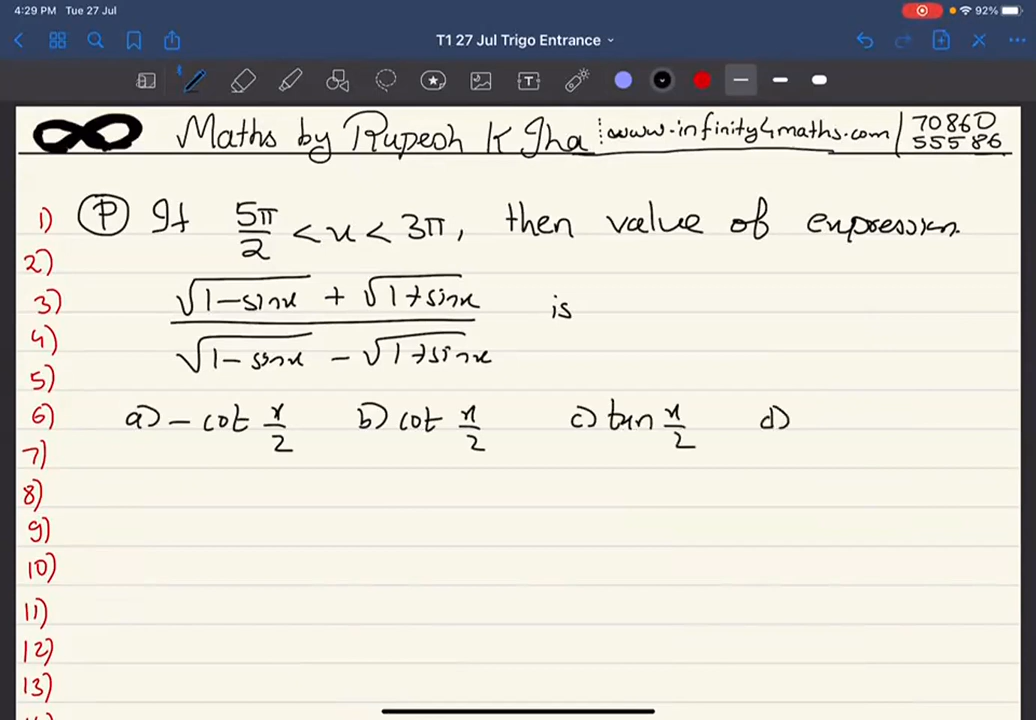 4:29 PM Tue 27 Jul 92%
T1 27 Jul Trigo Entrance
Maths by Rupesh K Jha www.infinity4maths.com 70860 55586
1) P If 5π/2 < x < 3π, then value of expression.
2)
3) √1-sinx + √1+sinx is
4) √1-sinx - √1+sinx
5)
6) a) - cot x/2 b) cot x/2 c) tan x/2 d)
7)
8)
9)
10)
11)
12)
13)